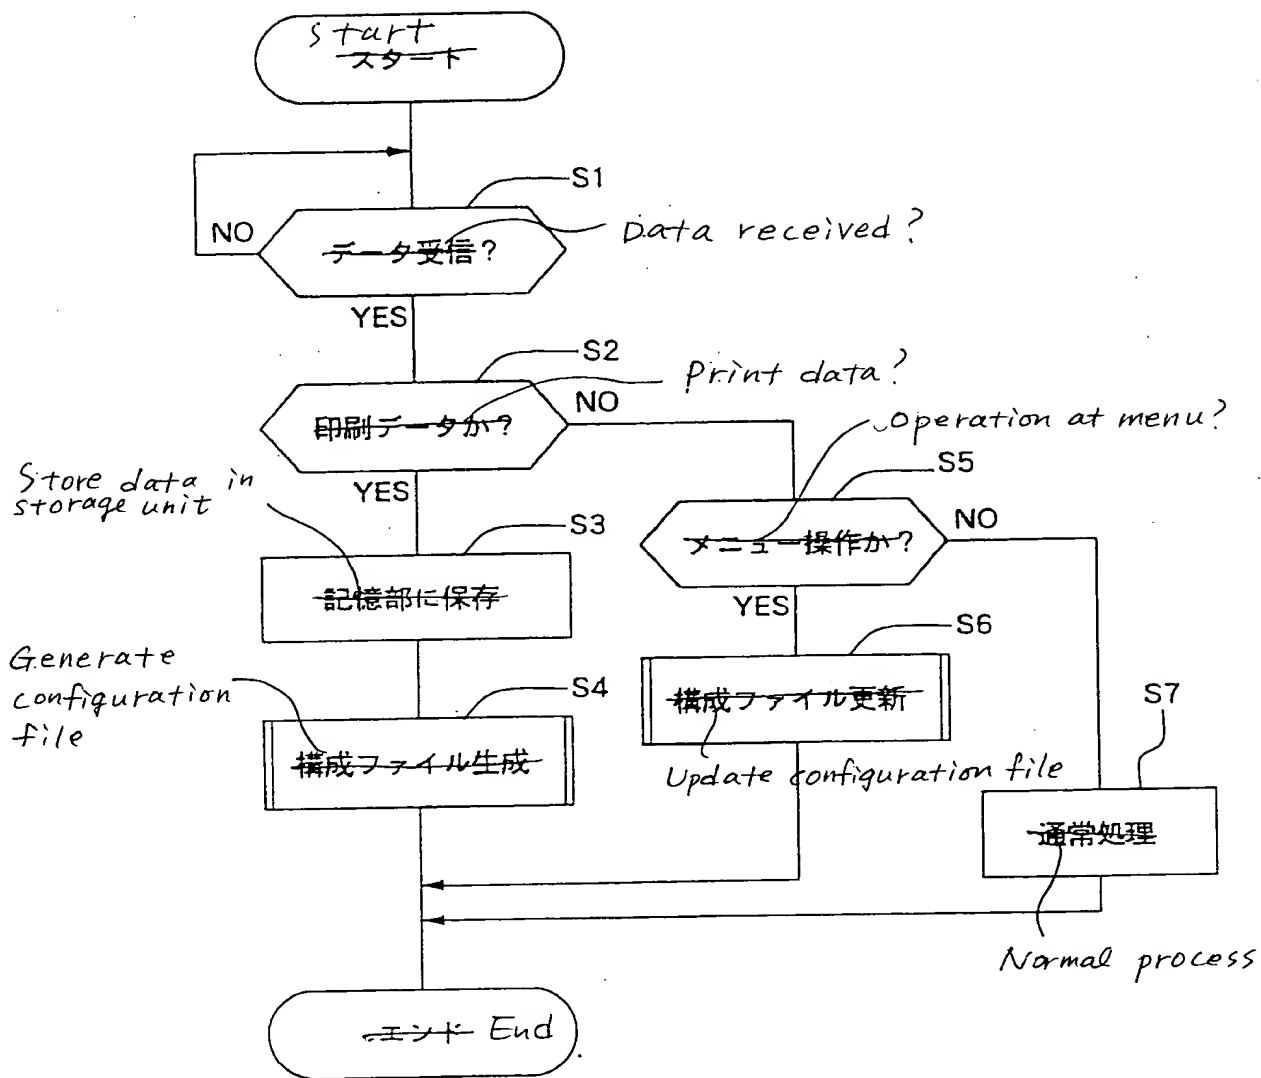 start
スタート
S1
NO
データ受信?
Data received?
YES
S2
Print data?
印刷データか?
NO
Operation at menu?
S5
Store data in
storage unit
YES
メニュー操作か?
NO
S3
記憶部に保存
YES
S6
Generate
configuration
file
S4
構成ファイル更新
S7
構成ファイル生成
Update configuration file
通常処理
Normal process
エンド End